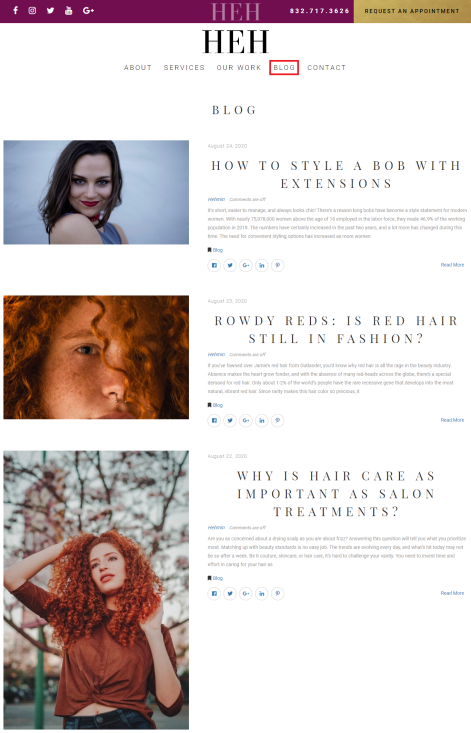 HEH
832.717.3626
REQUEST AN APPOINTMENT
HEH
ABOUT SERVICES OUR WORK BLOG CONTACT
BLOG
August 24, 2020
HOW TO STYLE A BOB WITH
EXTENSIONS
Hehmin Comments are off
It's short, easier to manage, and always looks chic! There's a reason long bobs have become a style statement for modern
women. With nearly 75,978,000 women above the age of 16 employed in the labor force, they made 46.9% of the working
population in 2018. The numbers have certainly increased in the past two years, and a lot more has changed during this
time. The need for convenient styling options has increased as more women
Blog
Read More
August 23, 2020
ROWDY REDS: IS RED HAIR
STILL IN FASHION?
Hehmin Comments are off
If you've fawned over Jamie's red hair from Outlander, you'd know why red hair is all the rage in the beauty industry.
Absence makes the heart grow fonder, and with the absence of many red-heads across the globe, there's a special
demand for red hair. Only about 1-2% of the world's people have the rare recessive gene that develops into the most
natural, vibrant red hair. Since rarity makes this hair color so precious, it
Blog
Read More
August 22, 2020
WHY IS HAIR CARE AS
IMPORTANT AS SALON
TREATMENTS?
Hehmin Comments are off
Are you as concerned about a drying scalp as you are about frizz? Answering this question will tell you what you prioritize
most. Matching up with beauty standards is no easy job. The trends are evolving every day, and what's hit today may not
be so after a week. Be it couture, skincare, or hair care, it's hard to challenge your vanity. You need to invest time and
effort in caring for your hair as
Blog
Read More